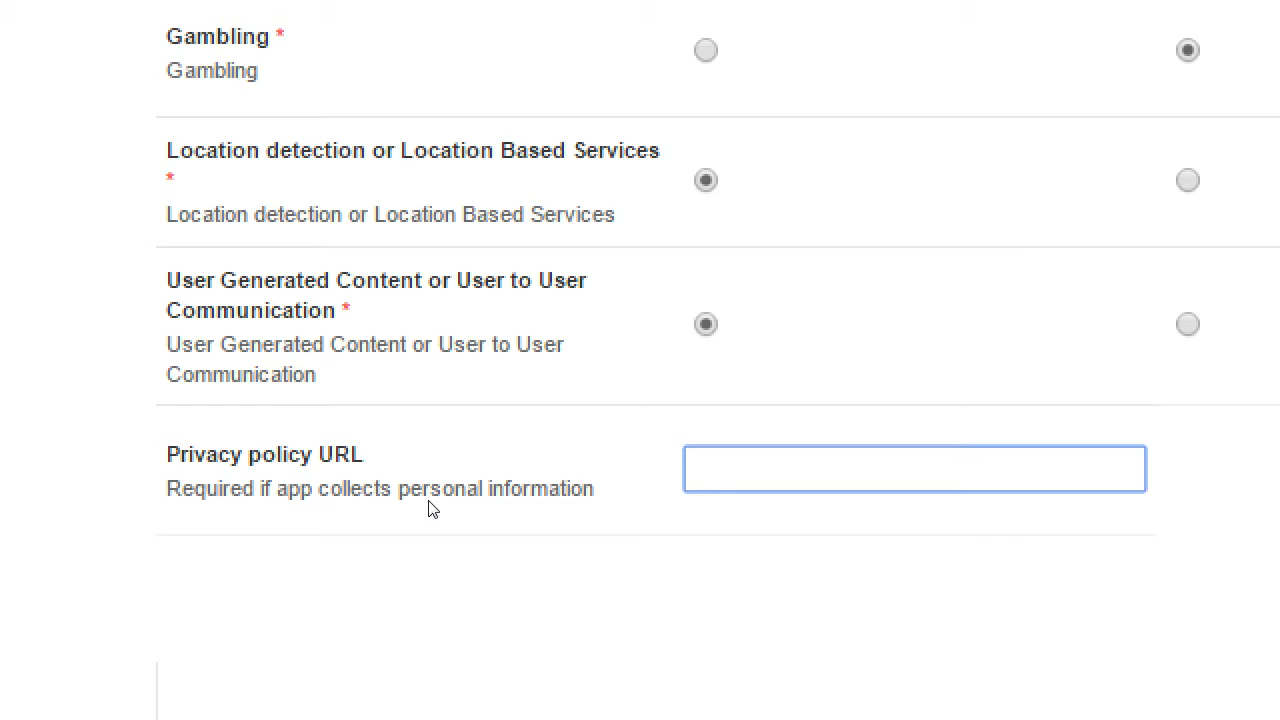 Gambling *
Gambling
Location detection or Location Based Services
*
Location detection or Location Based Services
User Generated Content or User to User
Communication *
User Generated Content or User to User
Communication
Privacy policy URL
Required if app collects personal information